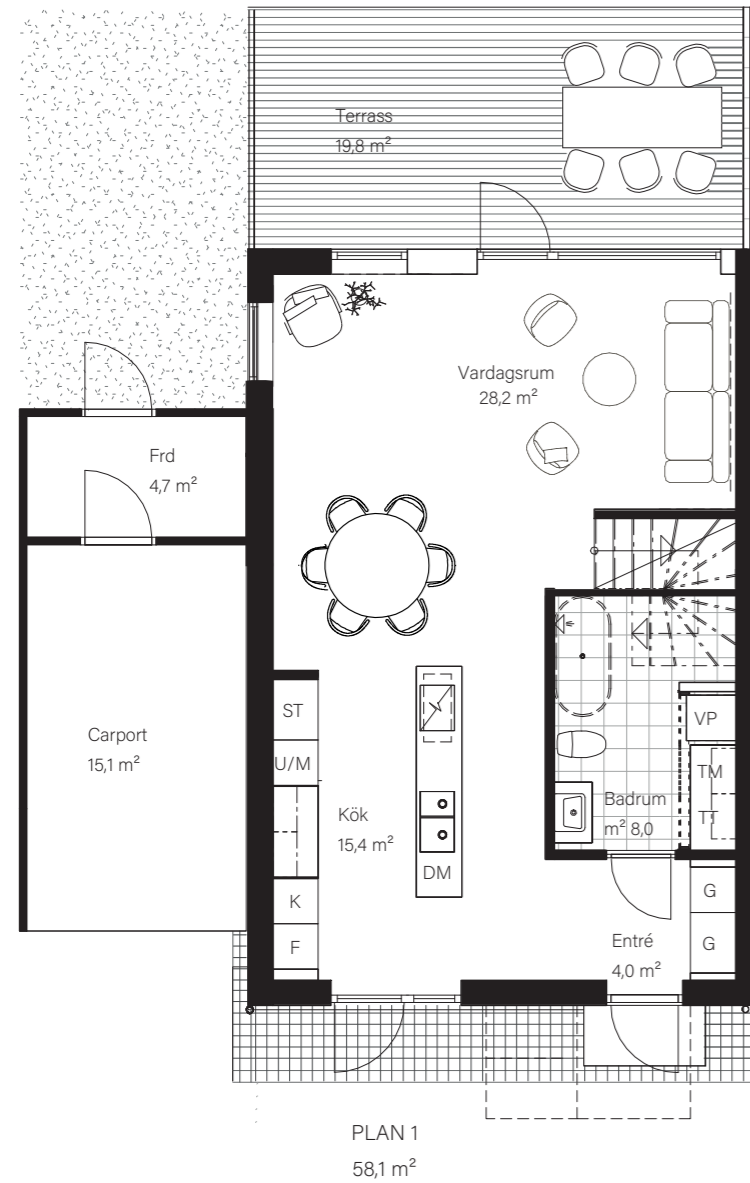 Terrass
19,8 m²
Vardagsrum
28,2 m²
Frd
4,7 m²
Carport
15,1 m²
ST
U/M
Kök
15,4 m²
K
F
DM
VP
TM
TT
Badrum
m² 8,0
G
G
Entré
4,0 m²
PLAN 1
58,1 m²